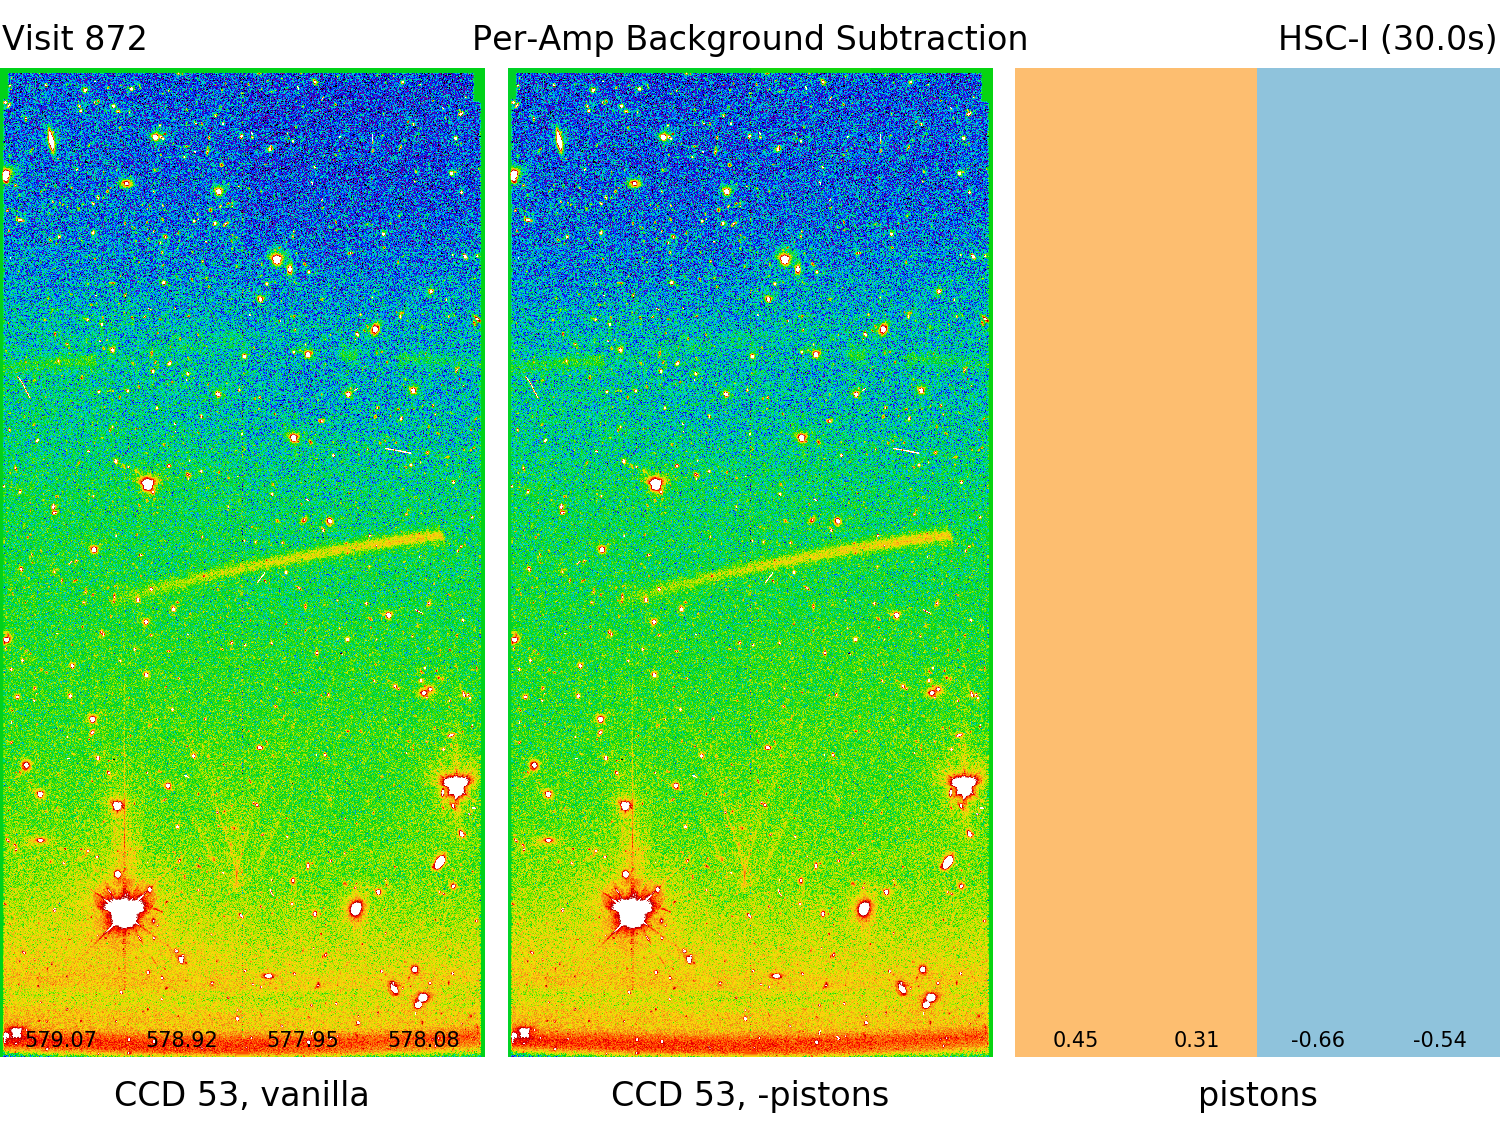 Visit 872 Per-Amp Background Subtraction HSC-I (30.0s)
579.07 578.92 577.95 578.08 0.45 0.31 -0.66 -0.54
CCD 53, vanilla CCD 53, -pistons pistons